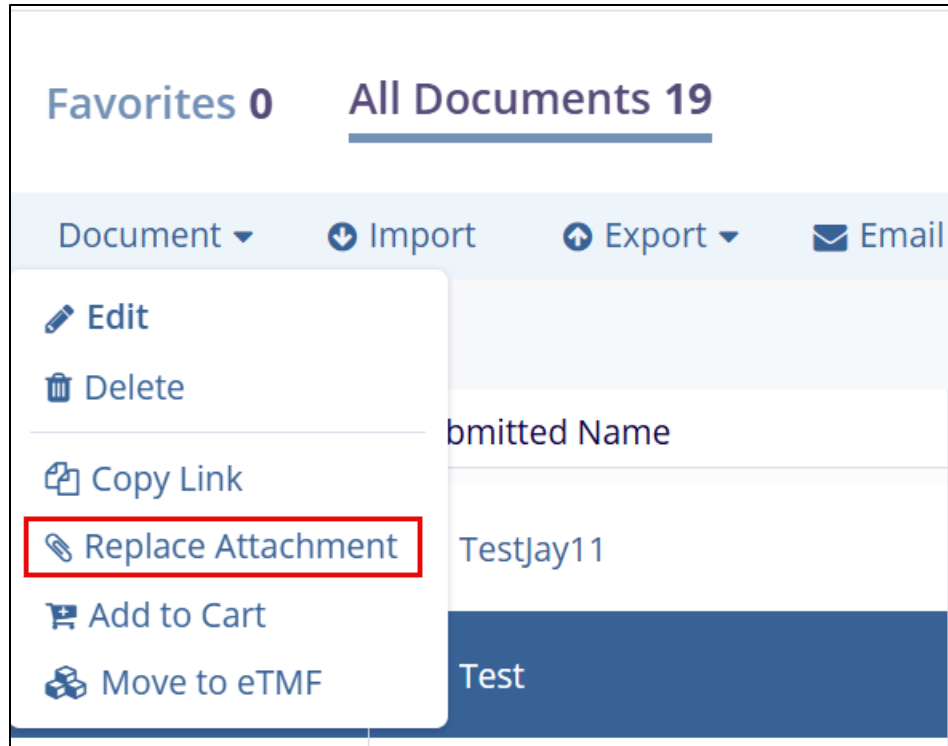 Favorites 0 All Documents 19
Document Import Export Email
Edit
Delete
bmitted Name
Copy Link
Replace Attachment
TestJay11
Add to Cart
Move to eTMF
Test